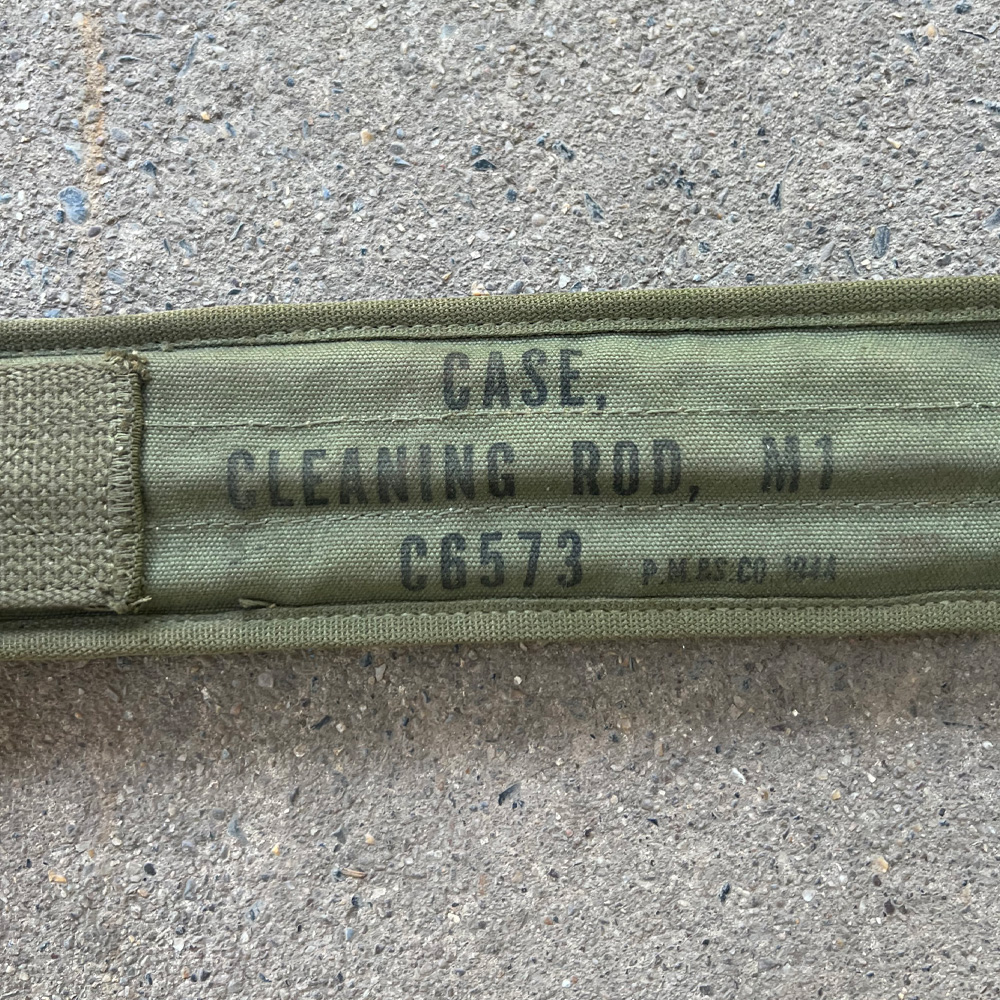 CASE,
CLEANING ROD, M1
C6573 P.M.&S.CO. 1944